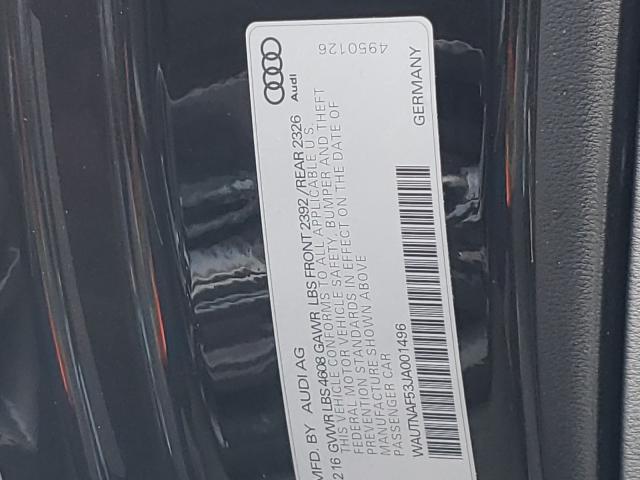 Audi
4950126
MFD. BY AUDI AG
216 GVWR LBS 4608 GAWR LBS FRONT 2392 / REAR 2326
THIS VEHICLE CONFORMS TO ALL APPLICABLE U.S.
FEDERAL MOTOR VEHICLE SAFETY, BUMPER AND THEFT
PREVENTION STANDARDS IN EFFECT ON THE DATE OF
MANUFACTURE SHOWN ABOVE
PASSENGER CAR
WAUTNAF53JA001496
GERMANY